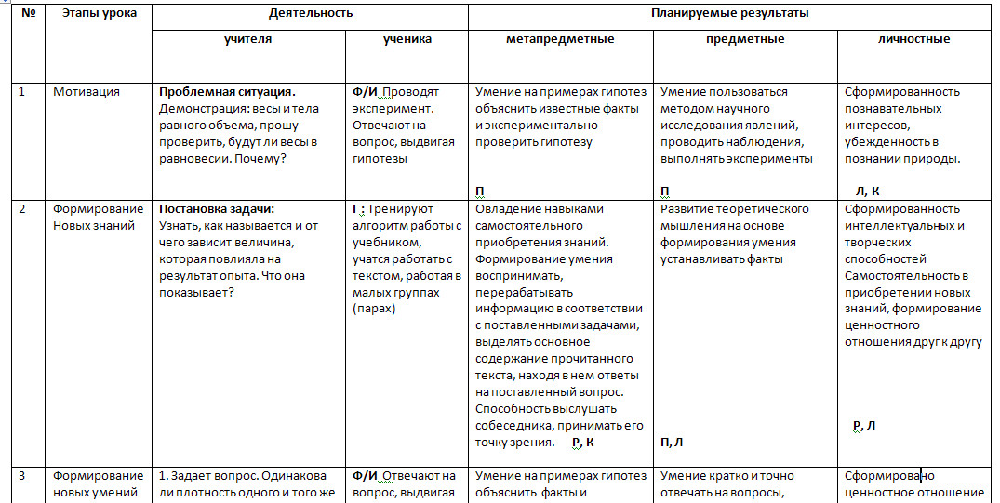 № Этапы урока Деятельность Планируемые результаты
учителя ученика метапредметные предметные личностные
1 Мотивация
Проблемная ситуация.
Демонстрация: весы и тела
равного объема, прошу
проверить, будут ли весы в
равновесии. Почему?
Ф/И Проводят
эксперимент.
Отвечают на
вопрос, выдвигая
гипотезы
Умение на примерах гипотез
объяснить известные факты
и экспериментально
проверить гипотезу
П
Умение пользоваться
методом научного
исследования явлений,
проводить наблюдения,
выполнять эксперименты
П
Сформированность
познавательных
интересов,
убежденность в
познании природы.
Л, К
2 Формирование
Новых знаний
Постановка задачи:
Узнать, как называется и от
чего зависит величина,
которая повлияла на
результат опыта. Что она
показывает?
Г : Тренируют
алгоритм работы с
учебником,
учатся работать с
текстом, работая в
малых группах
(парах)
Овладение навыками
самостоятельного
приобретения знаний.
Формирование умения
воспринимать,
перерабатывать
информацию в соответствии
с поставленными задачами,
выделять основное
содержание прочитанного
текста, находя в нем ответы
на поставленный вопрос.
Способность выслушать
собеседника, принимать его
точку зрения. Р, К
Развитие теоретического
мышления на основе
формирования умения
устанавливать факты
П, Л
Сформированность
интеллектуальных и
творческих
способностей
Самостоятельность в
приобретении новых
знаний, формирование
ценностного
отношения друг к другу
Р, Л
3 Формирование
новых умений
1. Задает вопрос. Одинакова
ли плотность одного и того же
Ф/И Отвечают на
вопрос, выдвигая
Умение на примерах гипотез
объяснить факты и
Умение кратко и точно
отвечать на вопросы,
Сформировано
ценностное отношение